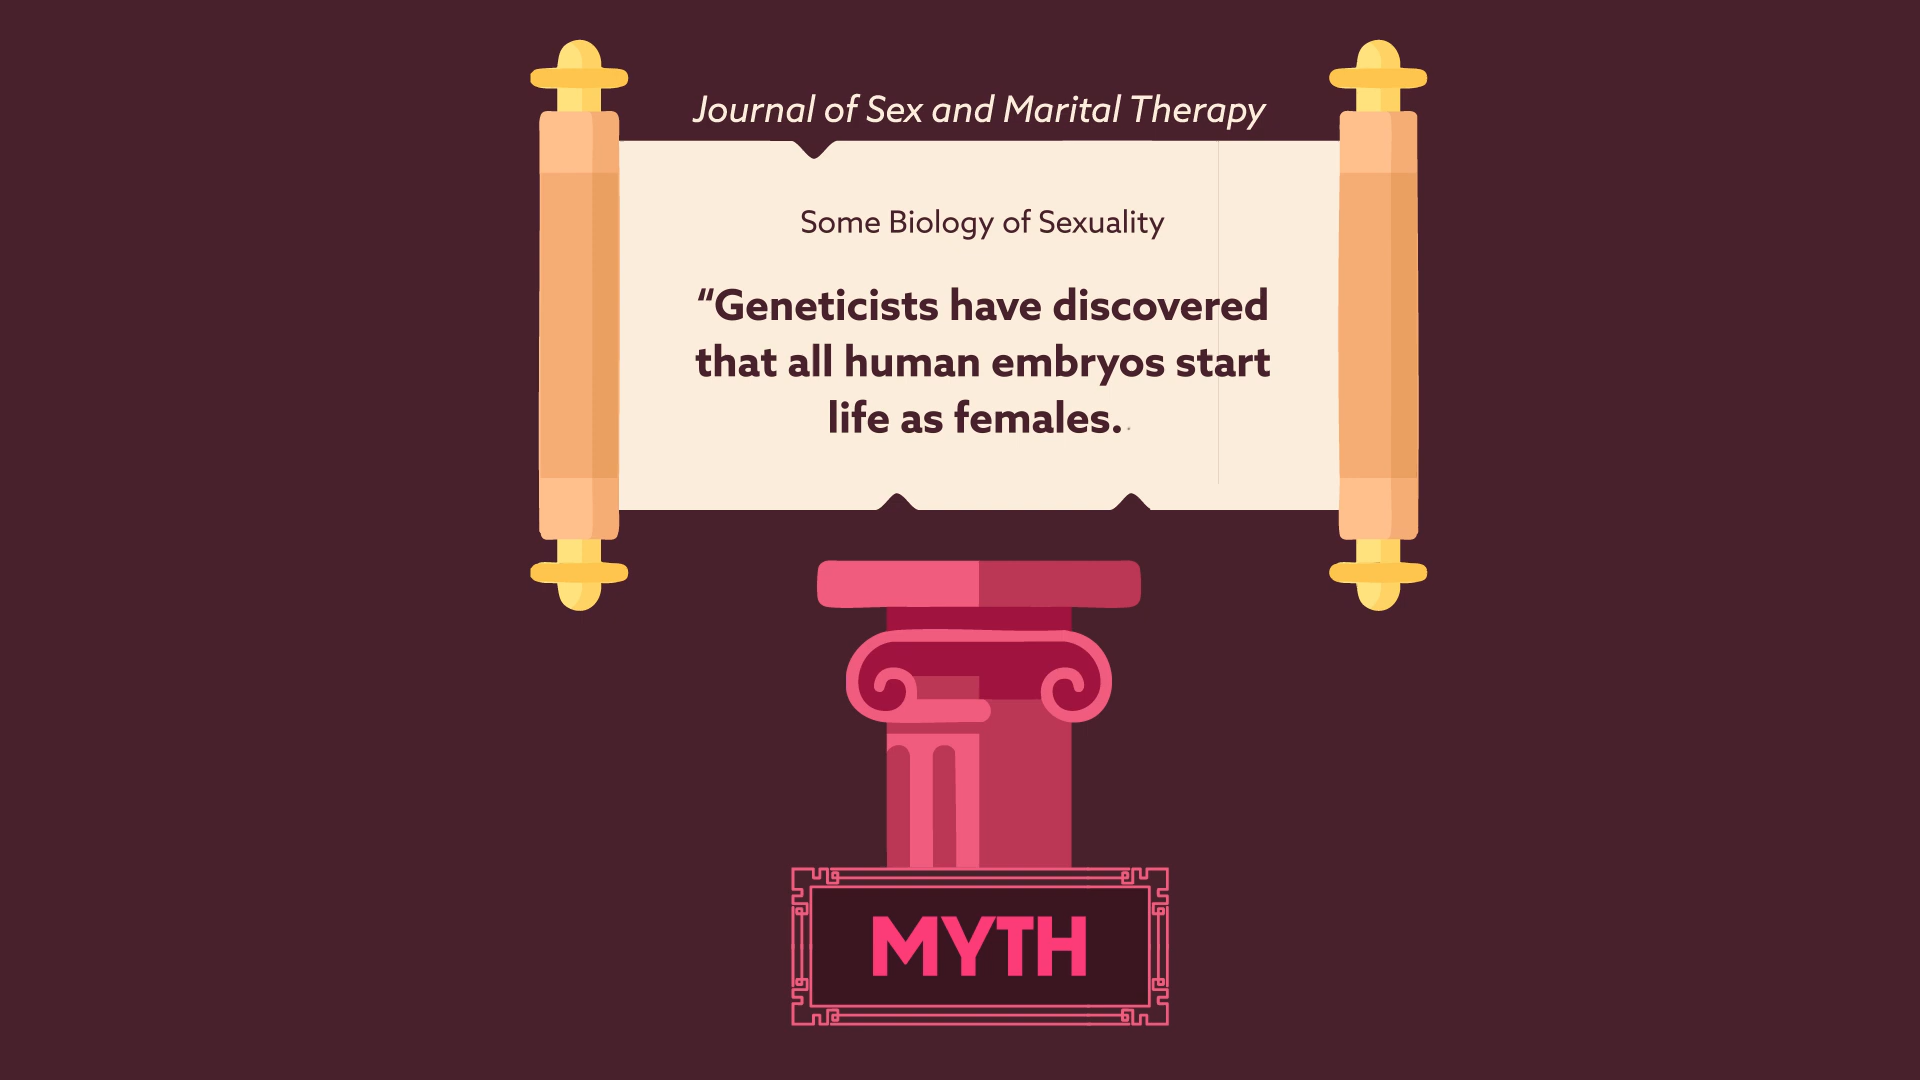 Journal of Sex and Marital Therapy
Some Biology of Sexuality
“Geneticists have discovered
that all human embryos start
life as females.
MYTH